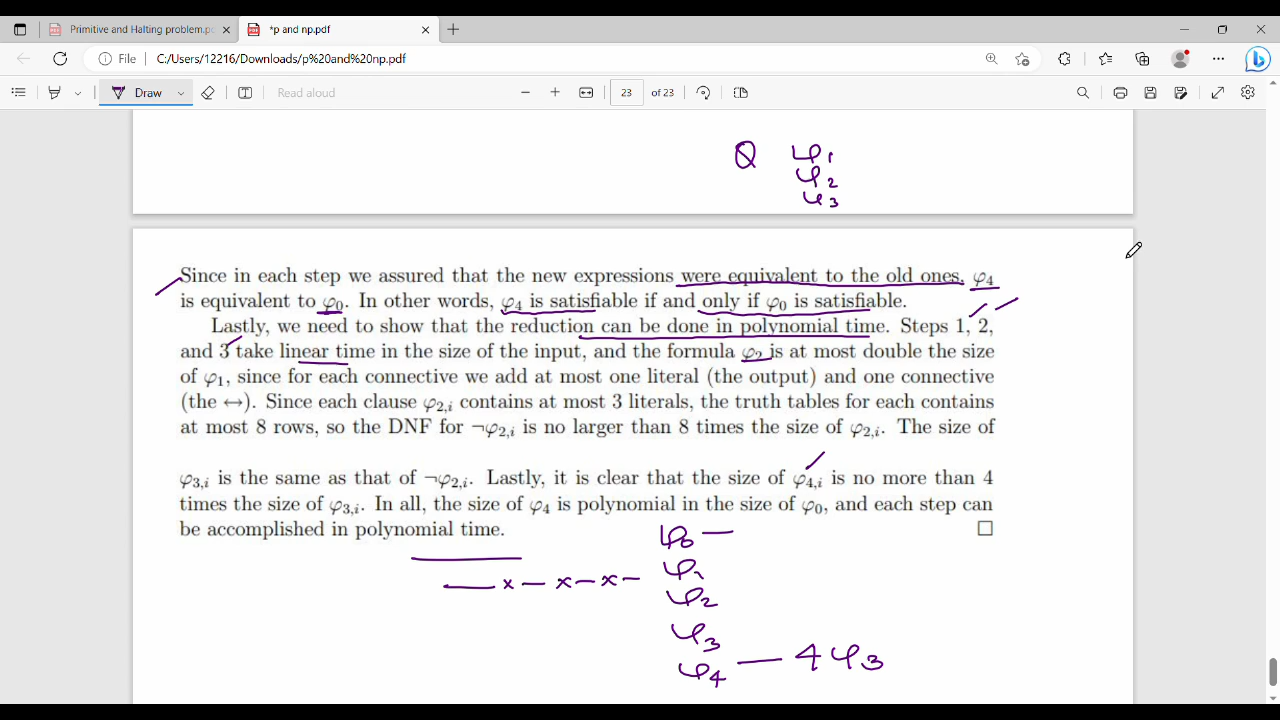 Primitive and Halting problem.pc
*p and np.pdf
File C:/Users/12216/Downloads/p%20and%20np.pdf
Draw Read aloud 23 of 23
Q φ1
φ2
φ3
Since in each step we assured that the new expressions were equivalent to the old ones, φ4
is equivalent to φ0. In other words, φ4 is satisfiable if and only if φ0 is satisfiable.
Lastly, we need to show that the reduction can be done in polynomial time. Steps 1, 2,
and 3 take linear time in the size of the input, and the formula φ2 is at most double the size
of φ1, since for each connective we add at most one literal (the output) and one connective
(the ↔). Since each clause φ2,i contains at most 3 literals, the truth tables for each contains
at most 8 rows, so the DNF for ¬φ2,i is no larger than 8 times the size of φ2,i. The size of
φ3,i is the same as that of ¬φ2,i. Lastly, it is clear that the size of φ4,i is no more than 4
times the size of φ3,i. In all, the size of φ4 is polynomial in the size of φ0, and each step can
be accomplished in polynomial time. □
φ0 —
— x — x — x — φ1
φ2
φ3
φ4 — 4φ3